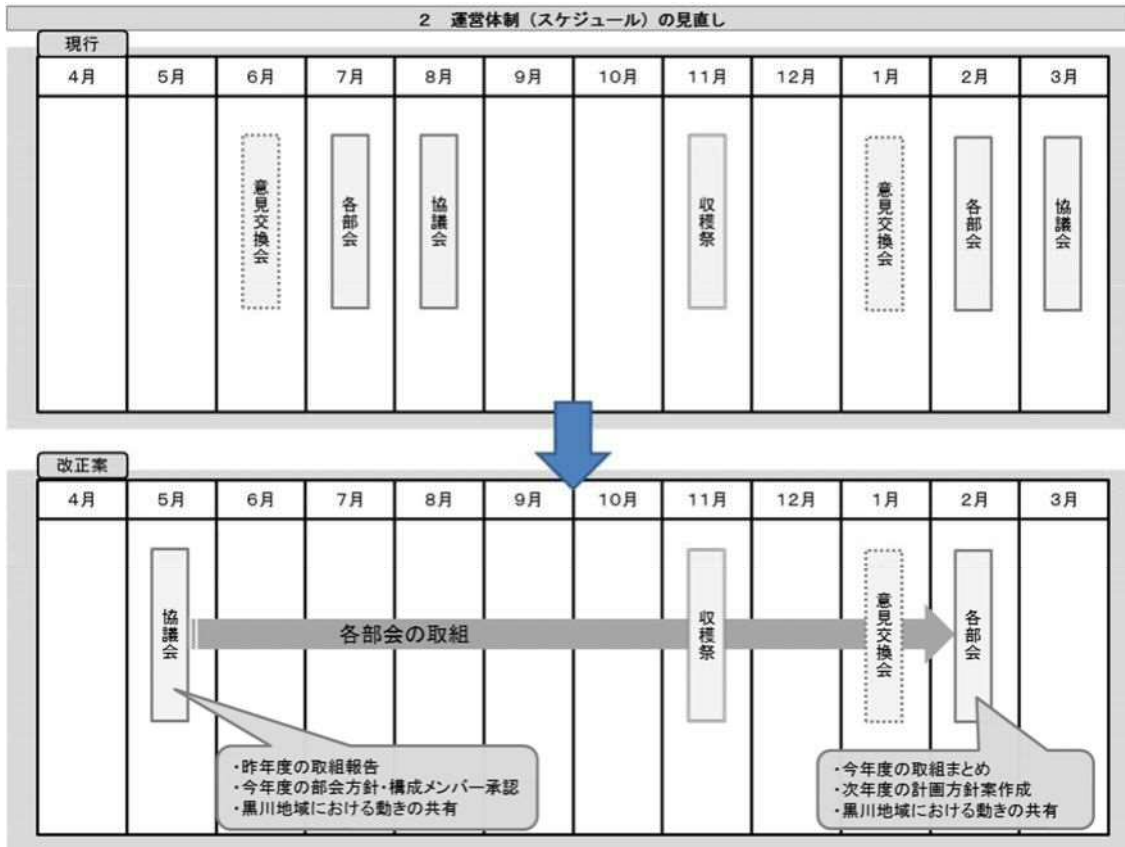 2　運営体制（スケジュール）の見直し
現行
4月 5月 6月 7月 8月 9月 10月 11月 12月 1月 2月 3月
意見交換会
各部会
協議会
収穫祭
意見交換会
各部会
協議会
改正案
4月 5月 6月 7月 8月 9月 10月 11月 12月 1月 2月 3月
協議会
各部会の取組
収穫祭
意見交換会
各部会
・昨年度の取組報告
・今年度の部会方針・構成メンバー承認
・黒川地域における動きの共有
・今年度の取組まとめ
・次年度の計画方針案作成
・黒川地域における動きの共有